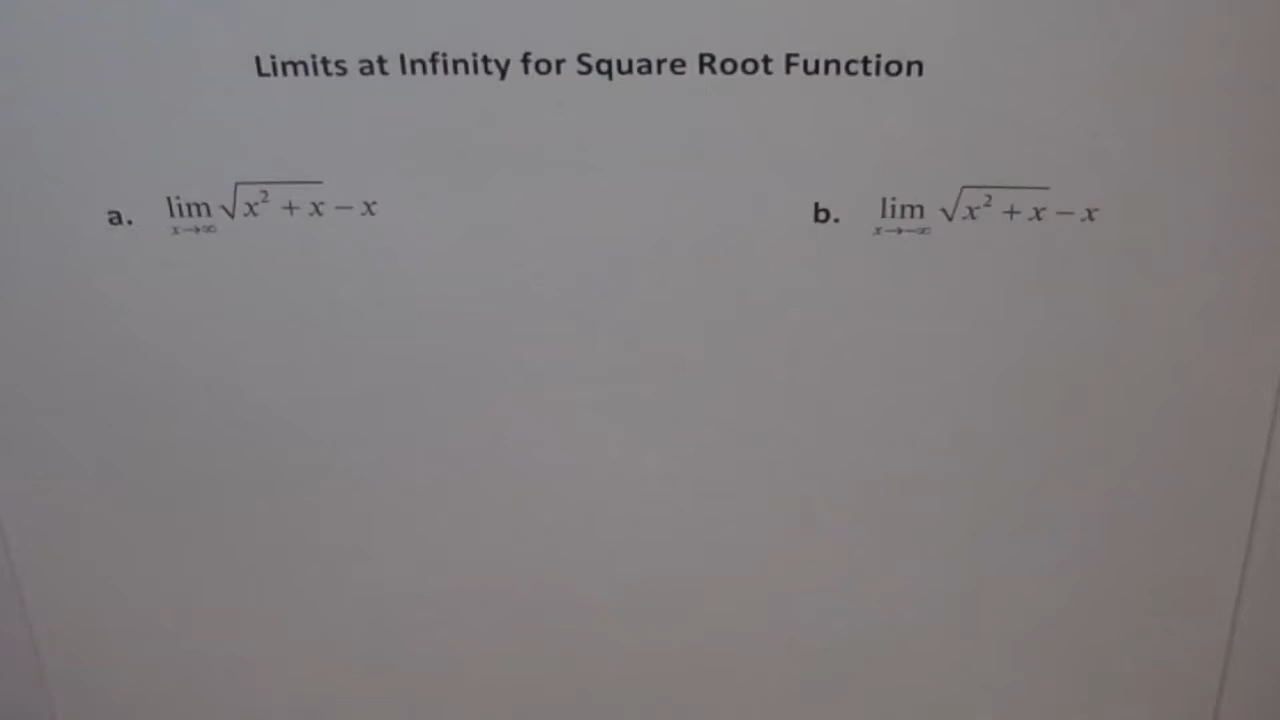 Limits at Infinity for Square Root Function
a. lim x→∞ √(x² + x) − x
b. lim x→−∞ √(x² + x) − x